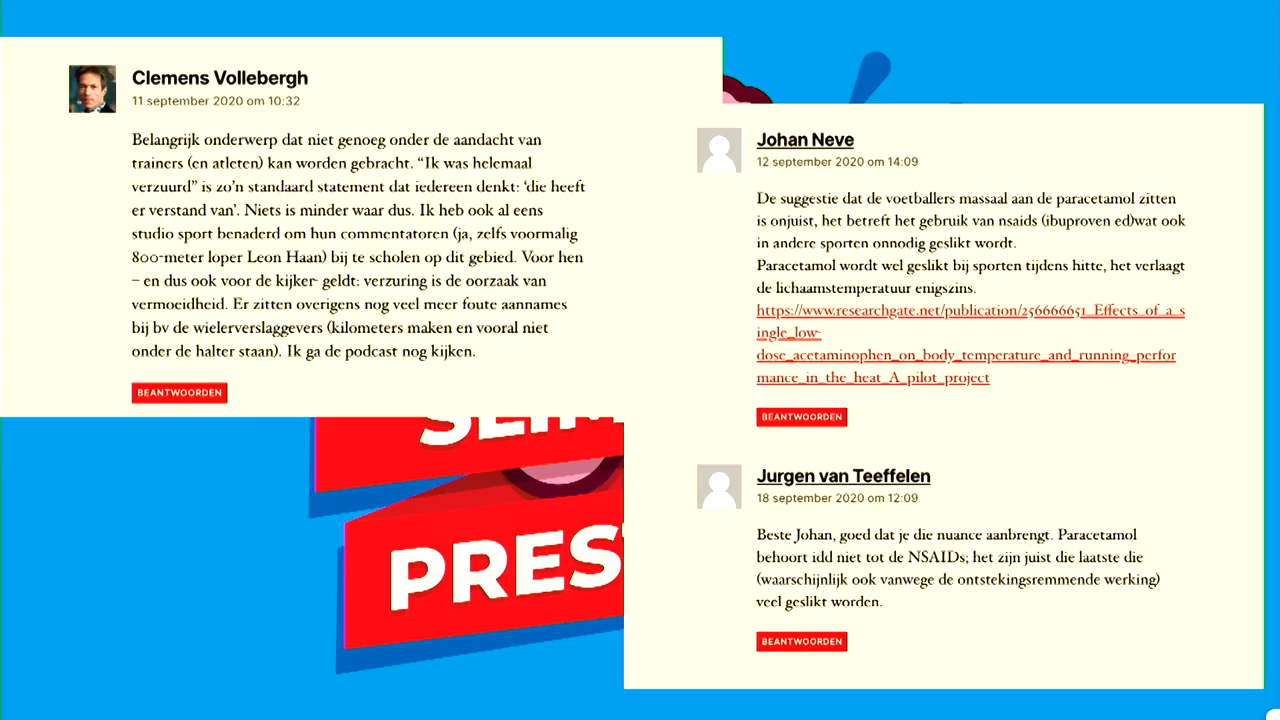 Clemens Vollebergh
11 september 2020 om 10:32
Belangrijk onderwerp dat niet genoeg onder de aandacht van
trainers (en atleten) kan worden gebracht. “Ik was helemaal
verzuurd” is zo’n standaard statement dat iedereen denkt: ‘die heeft
er verstand van’. Niets is minder waar dus. Ik heb ook al eens
studio sport benaderd om hun commentatoren (ja, zelfs voormalig
800-meter loper Leon Haan) bij te scholen op dit gebied. Voor hen
– en dus ook voor de kijker- geldt: verzuring is de oorzaak van
vermoeidheid. Er zitten overigens nog veel meer foute aannames
bij bv de wielerverslaggevers (kilometers maken en vooral niet
onder de halter staan). Ik ga de podcast nog kijken.
BEANTWOORDEN
Johan Neve
12 september 2020 om 14:09
De suggestie dat de voetballers massaal aan de paracetamol zitten
is onjuist, het betreft het gebruik van nsaids (ibuproven ed)wat ook
in andere sporten onnodig geslikt wordt.
Paracetamol wordt wel geslikt bij sporten tijdens hitte, het verlaagt
de lichaamstemperatuur enigszins.
https://www.researchgate.net/publication/256666651_Effects_of_a_s
ingle_low-
dose_acetaminophen_on_body_temperature_and_running_perfor
mance_in_the_heat_A_pilot_project
BEANTWOORDEN
Jurgen van Teeffelen
18 september 2020 om 12:09
Beste Johan, goed dat je die nuance aanbrengt. Paracetamol
behoort idd niet tot de NSAIDs; het zijn juist die laatste die
(waarschijnlijk ook vanwege de ontstekingsremmende werking)
veel geslikt worden.
BEANTWOORDEN
PREST